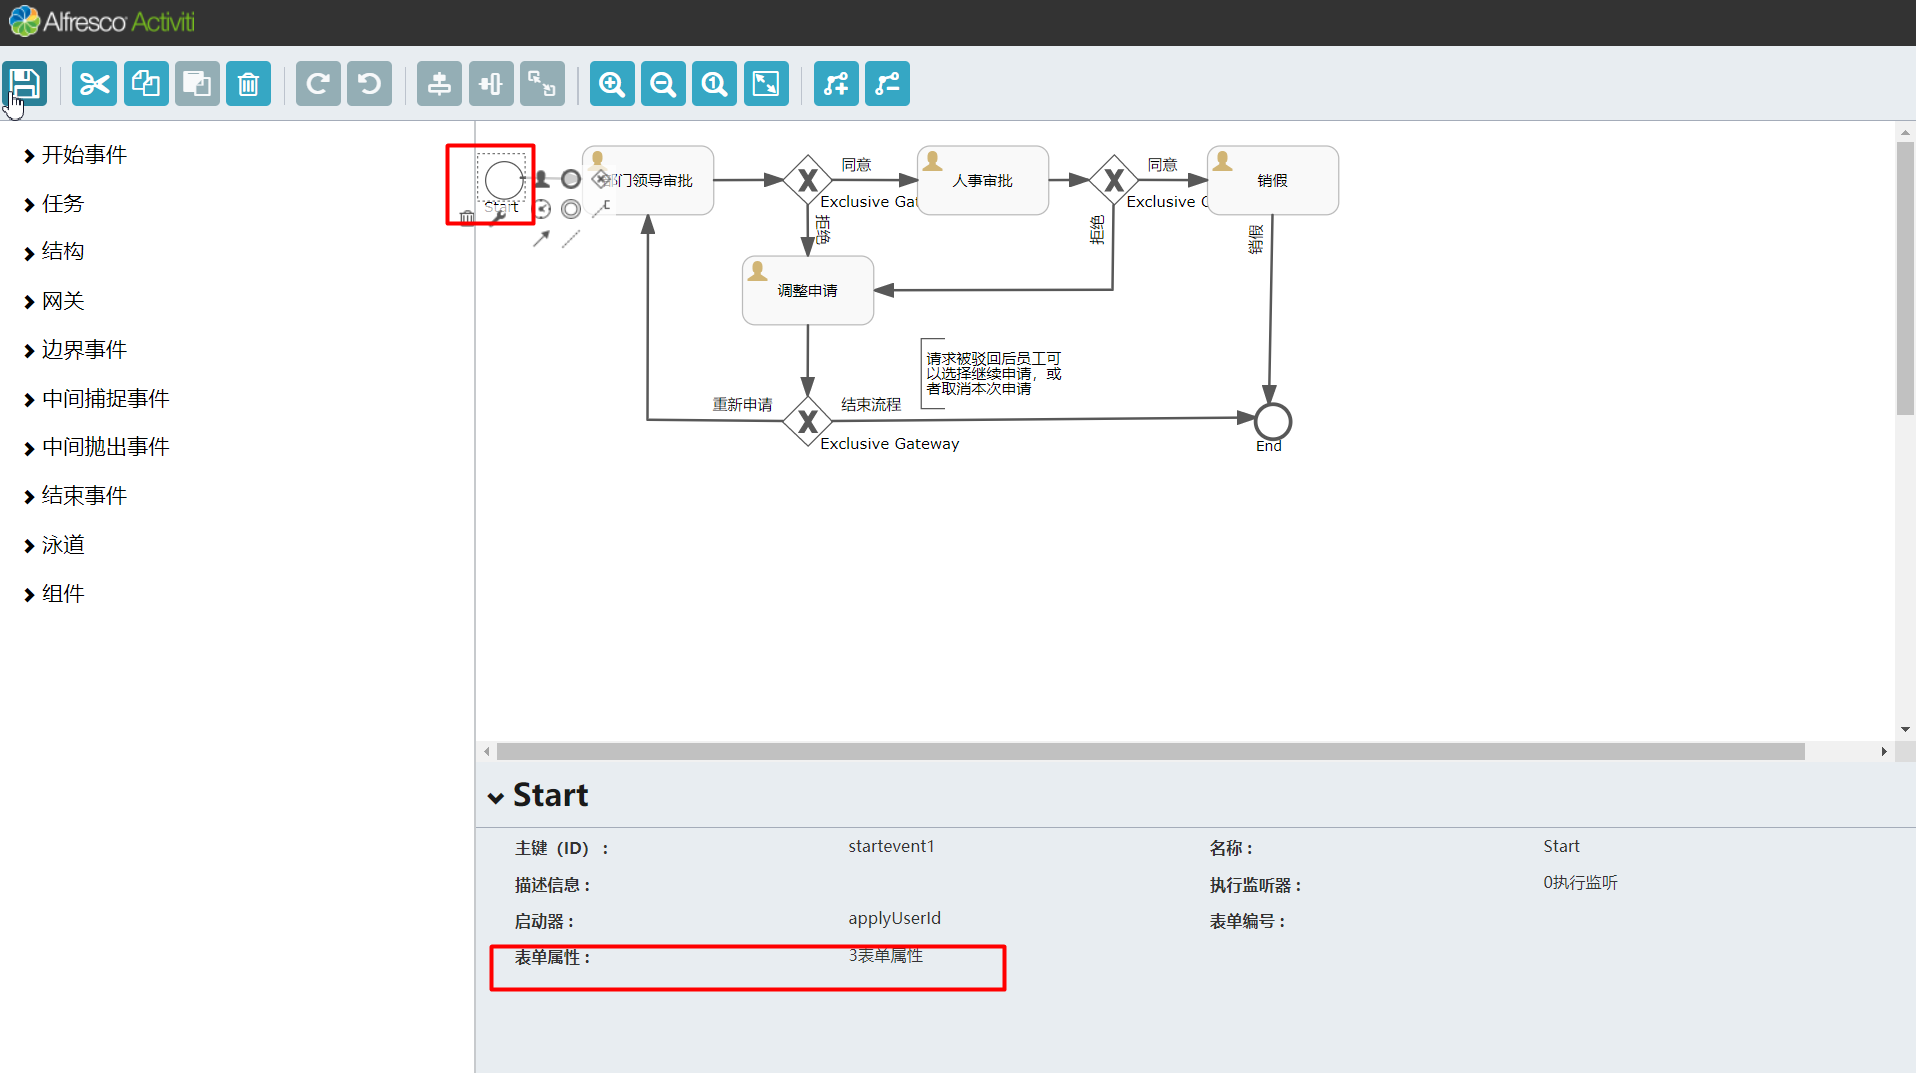 Alfresco Activiti
开始事件
任务
结构
网关
边界事件
中间捕捉事件
中间抛出事件
结束事件
泳道
组件
Start
部门领导审批
同意
Exclusive Gat
拒绝
人事审批
同意
Exclusive G
拒绝
销假
销假
调整申请
请求被驳回后员工可
以选择继续申请，或
者取消本次申请
重新申请
结束流程
Exclusive Gateway
End
Start
主键（ID）： startevent1 名称： Start
描述信息： 执行监听器： 0执行监听
启动器： applyUserId 表单编号：
表单属性： 3表单属性